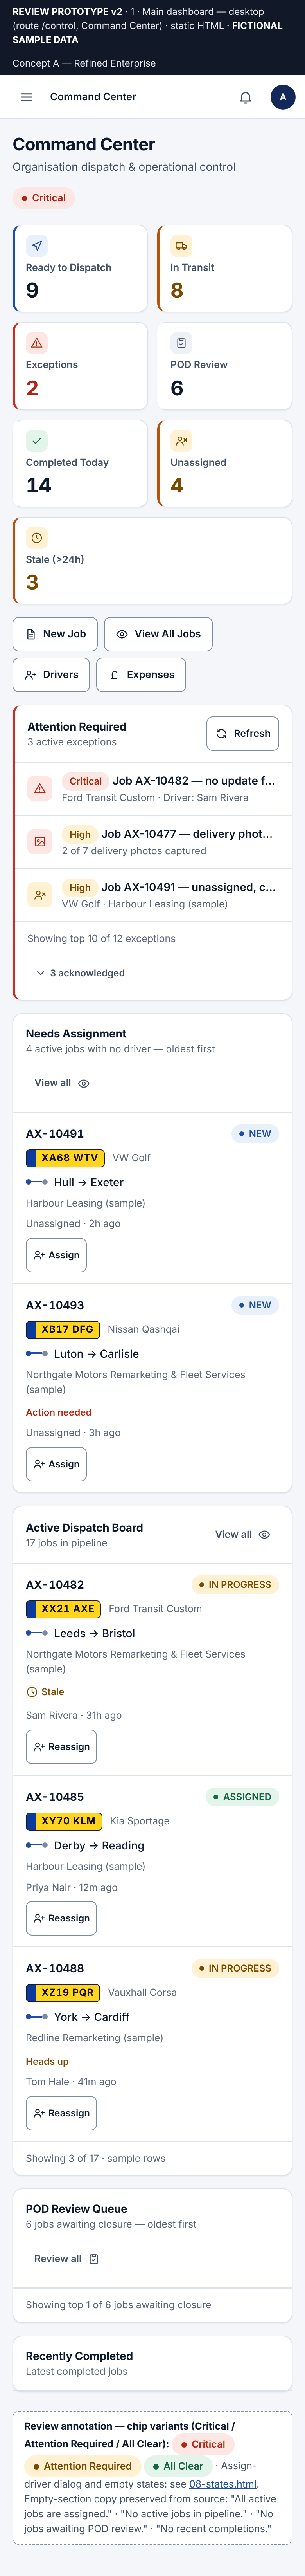 REVIEW PROTOTYPE v2 · 1 · Main dashboard — desktop
(route /control, Command Center) · static HTML · FICTIONAL
SAMPLE DATA
Concept A — Refined Enterprise
Command Center
A
Command Center
Organisation dispatch & operational control
Critical
Ready to Dispatch
9
In Transit
8
Exceptions
2
POD Review
6
Completed Today
14
Unassigned
4
Stale (>24h)
3
New Job
View All Jobs
Drivers
£ Expenses
Attention Required
3 active exceptions
Refresh
Critical Job AX-10482 — no update f...
Ford Transit Custom · Driver: Sam Rivera
High Job AX-10477 — delivery phot...
2 of 7 delivery photos captured
High Job AX-10491 — unassigned, c...
VW Golf · Harbour Leasing (sample)
Showing top 10 of 12 exceptions
3 acknowledged
Needs Assignment
4 active jobs with no driver — oldest first
View all
AX-10491
NEW
XA68 WTV VW Golf
Hull → Exeter
Harbour Leasing (sample)
Unassigned · 2h ago
Assign
AX-10493
NEW
XB17 DFG Nissan Qashqai
Luton → Carlisle
Northgate Motors Remarketing & Fleet Services
(sample)
Action needed
Unassigned · 3h ago
Assign
Active Dispatch Board
17 jobs in pipeline
View all
AX-10482
IN PROGRESS
XX21 AXE Ford Transit Custom
Leeds → Bristol
Northgate Motors Remarketing & Fleet Services
(sample)
Stale
Sam Rivera · 31h ago
Reassign
AX-10485
ASSIGNED
XY70 KLM Kia Sportage
Derby → Reading
Harbour Leasing (sample)
Priya Nair · 12m ago
Reassign
AX-10488
IN PROGRESS
XZ19 PQR Vauxhall Corsa
York → Cardiff
Redline Remarketing (sample)
Heads up
Tom Hale · 41m ago
Reassign
Showing 3 of 17 · sample rows
POD Review Queue
6 jobs awaiting closure — oldest first
Review all
Showing top 1 of 6 jobs awaiting closure
Recently Completed
Latest completed jobs
Review annotation — chip variants (Critical /
Attention Required / All Clear): Critical
Attention Required All Clear · Assign-
driver dialog and empty states: see 08-states.html.
Empty-section copy preserved from source: "All active
jobs are assigned." · "No active jobs in pipeline." · "No
jobs awaiting POD review." · "No recent completions."